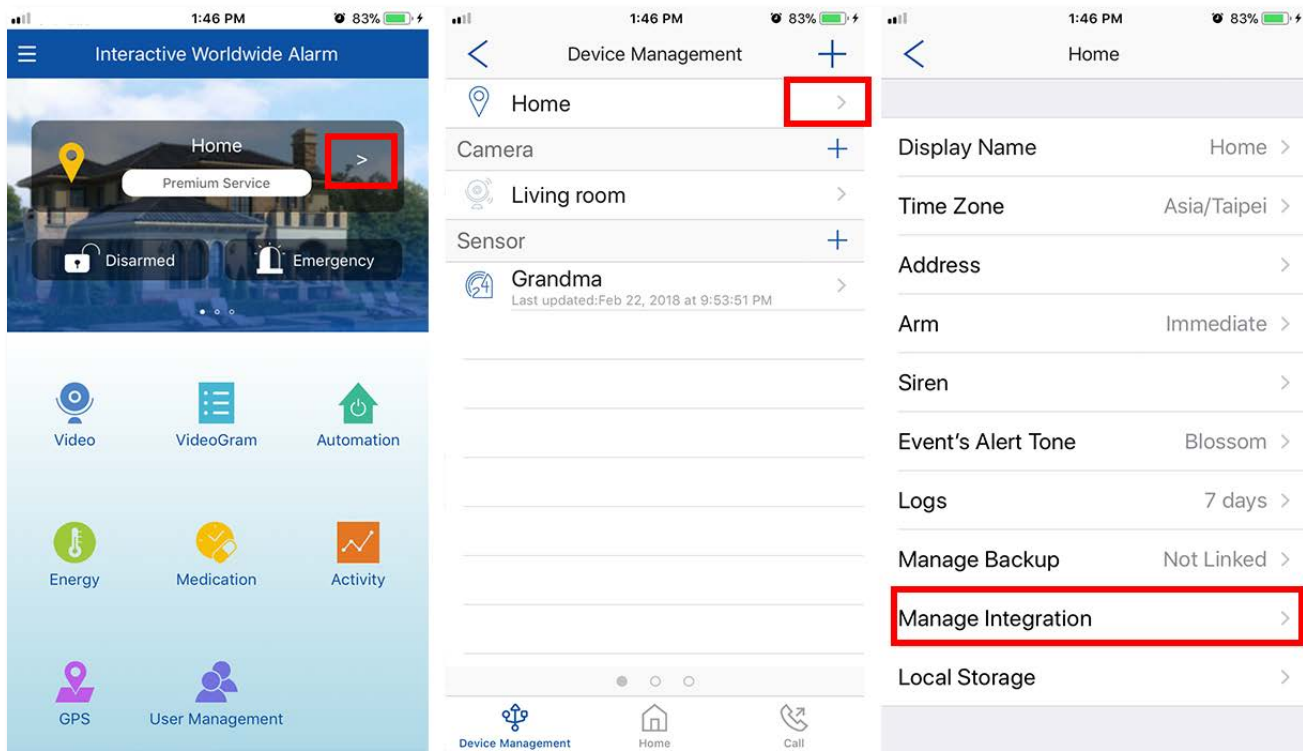 1:46 PM
83%
Interactive Worldwide Alarm
Home
>
Premium Service
Disarmed
Emergency
Video
VideoGram
Automation
Energy
Medication
Activity
GPS
User Management
1:46 PM
83%
Device Management
Home
Camera
Living room
Sensor
24
Grandma
Last updated:Feb 22, 2018 at 9:53:51 PM
Device Management
Home
Call
1:46 PM
83%
Home
Display Name Home
Time Zone Asia/Taipei
Address
Arm Immediate
Siren
Event's Alert Tone Blossom
Logs 7 days
Manage Backup Not Linked
Manage Integration
Local Storage